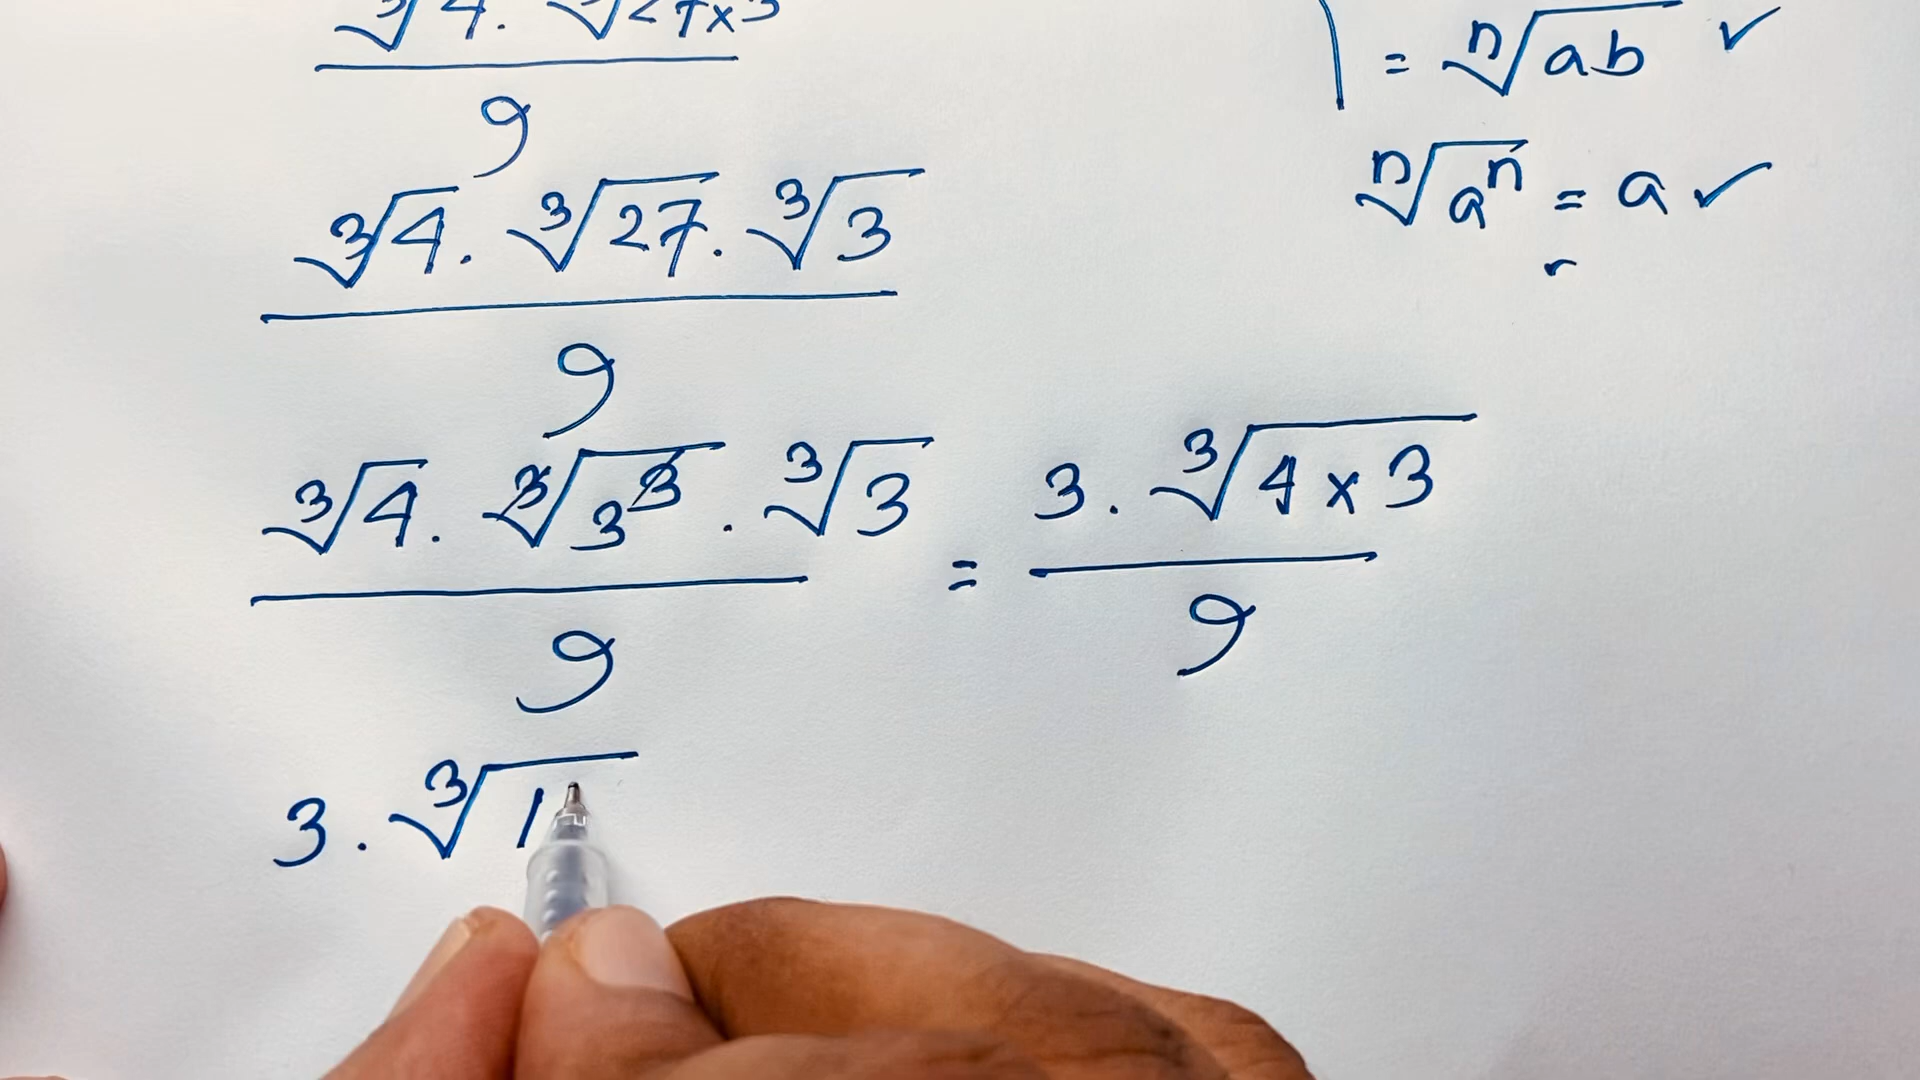 ∛4 . ∛27×3
9
= ⁿ√ab ✓
ⁿ√aⁿ = a ✓
∛4 . ∛27 . ∛3
9
∛4 . ∛3³ . ∛3 = 3 . ∛4 × 3
9 9
3 . ∛1